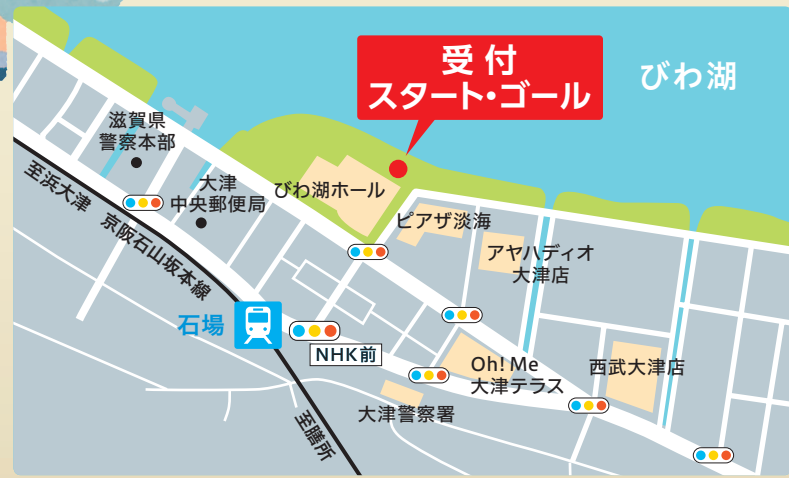 受付
スタート・ゴール
びわ湖
滋賀県
警察本部
至浜大津
京阪石山坂本線
大津
中央郵便局
びわ湖ホール
ピアザ淡海
アヤハディオ
大津店
石場
NHK前
Oh! Me
大津テラス
西武大津店
大津警察署
至膳所